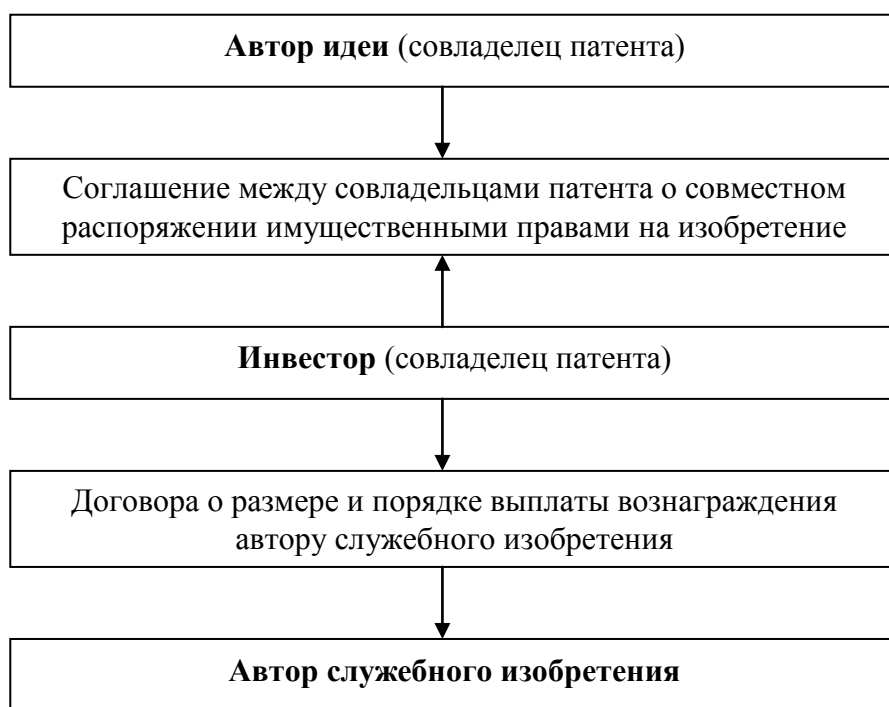 Автор идеи (совладелец патента)
Соглашение между совладельцами патента о совместном
распоряжении имущественными правами на изобретение
Инвестор (совладелец патента)
Договора о размере и порядке выплаты вознаграждения
автору служебного изобретения
Автор служебного изобретения